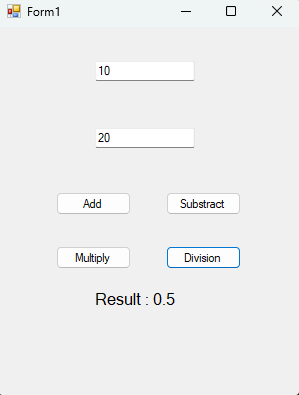 Form1
10
20
Add Substract
Multiply Division
Result : 0.5